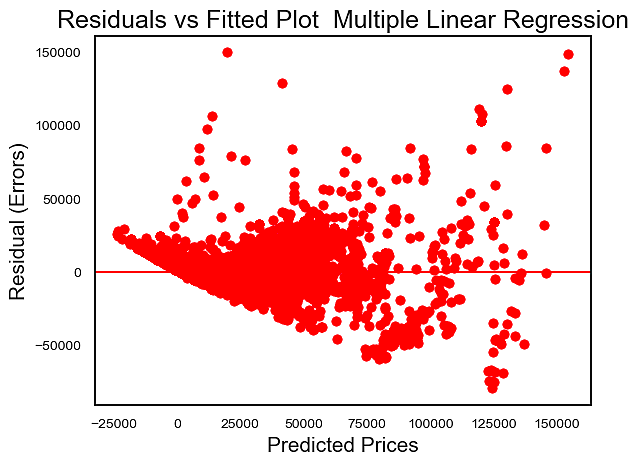 Residuals vs Fitted Plot  Multiple Linear Regression
150000
100000
50000
0
−50000
Residual (Errors)
−25000 0 25000 50000 75000 100000 125000 150000
Predicted Prices